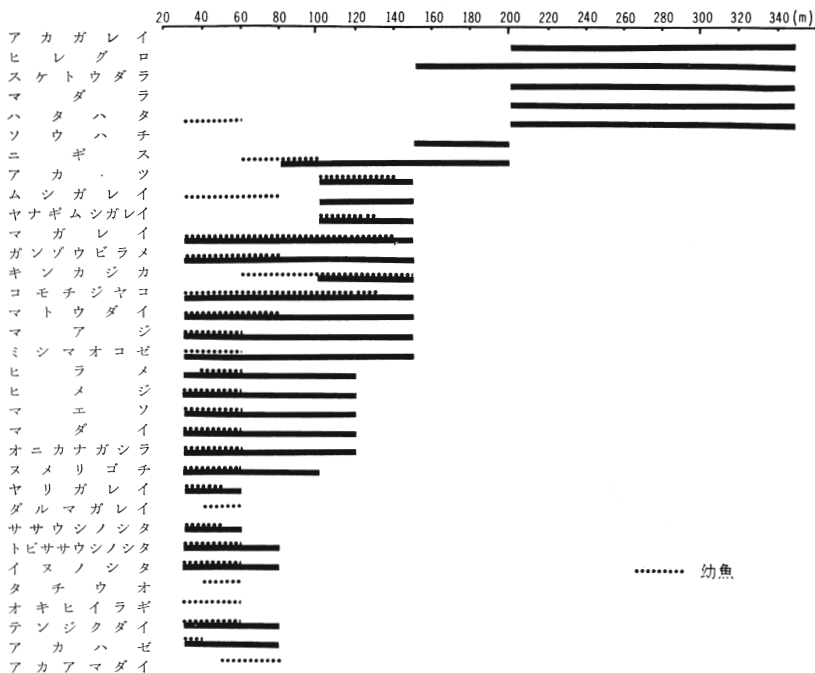 20 40 60 80 100 120 140 160 180 200 220 240 260 280 300 320 340 (m)
アカガレイ
ヒレグロ
スケトウダラ
マダラ
ハタハタ
ソウハチ
ニギス
アカ・ツ
ムシガレイ
ヤナギムシガレイ
マガレイ
ガンゾウビラメ
キンカジカ
コモチジヤコ
マトウダイ
マアジ
ミシマオコゼ
ヒラメ
ヒメジ
マエソ
マダイ
オニカナガシラ
ヌメリゴチ
ヤリガレイ
ダルマガレイ
ササウシノシタ
トビササウシノシタ
イヌノシタ
タチウオ
オキヒイラギ
テンジクダイ
アカハゼ
アカアマダイ
幼魚